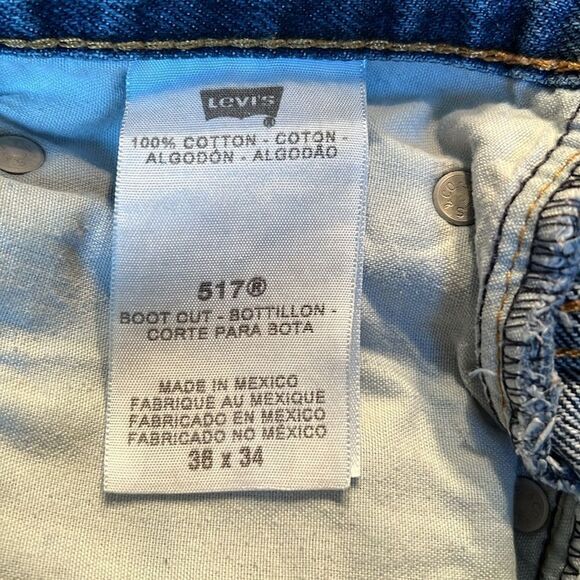 Levi's
®
100% COTTON - COTON -
ALGODÓN - ALGODÃO
517®
BOOT CUT - BOTTILLON -
CORTE PARA BOTA
MADE IN MEXICO
FABRIQUE AU MEXIQUE
FABRICADO EN MEXICO
FABRICADO NO MÉXICO
36 x 34